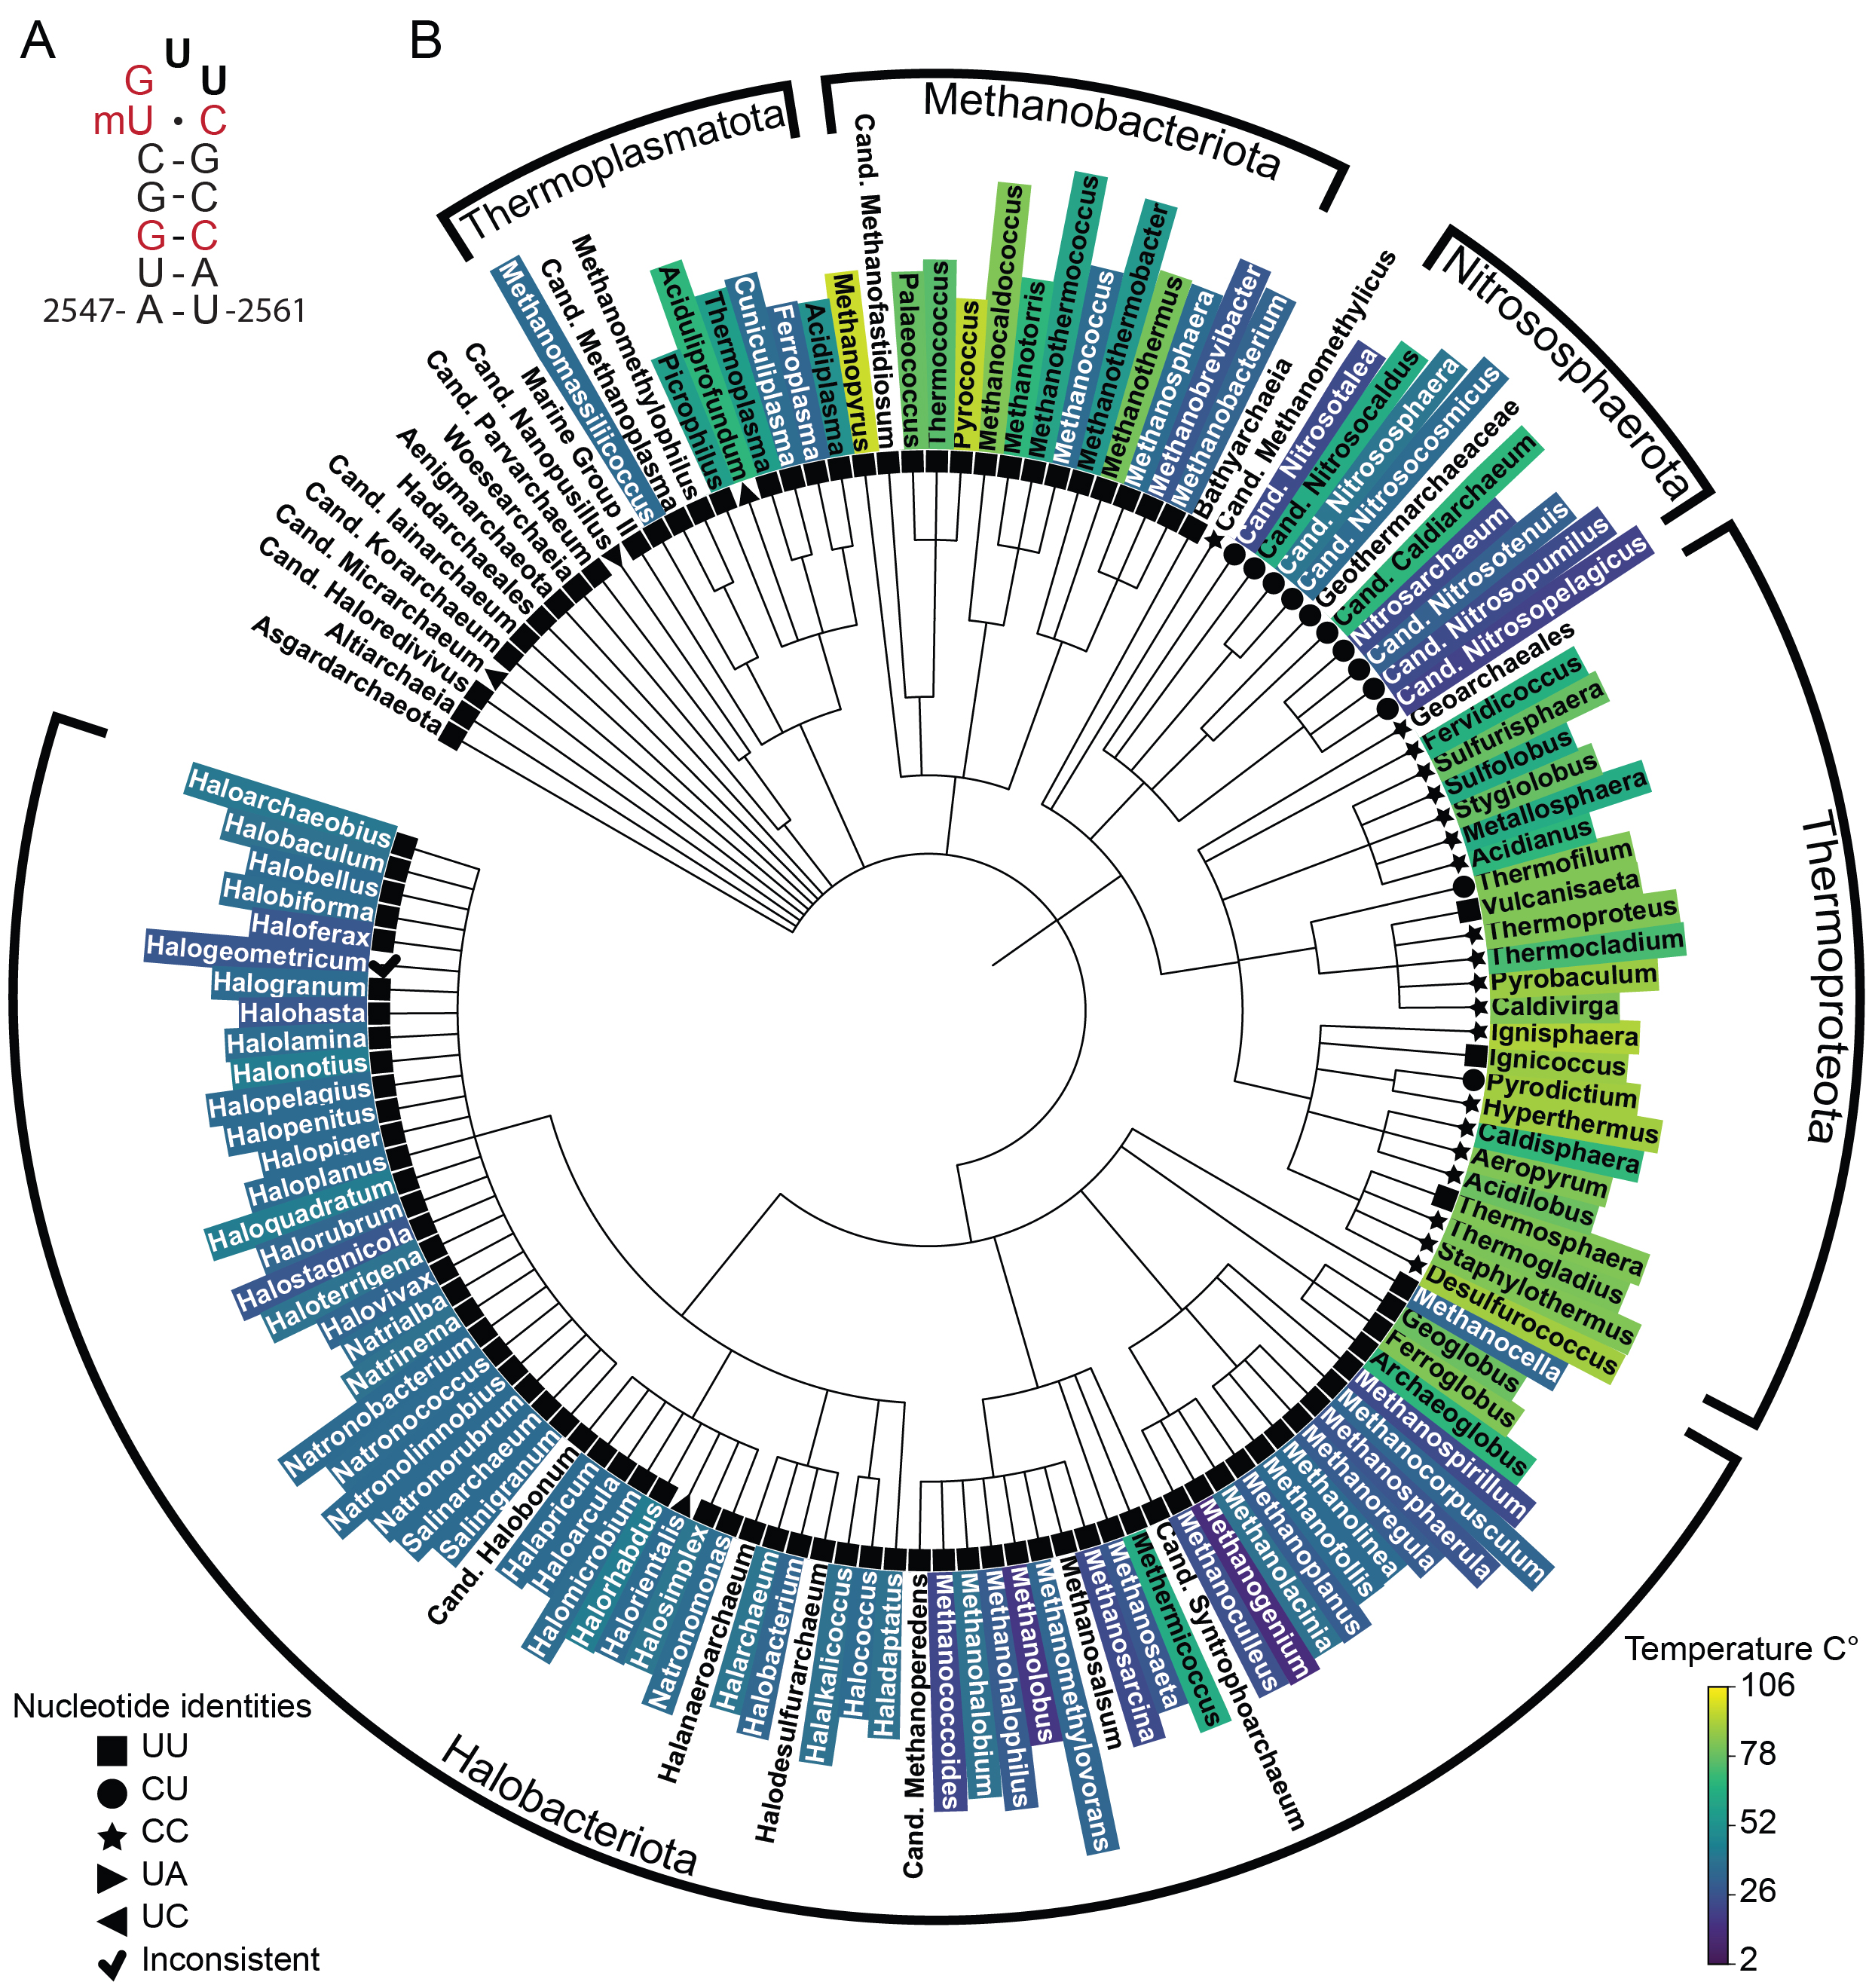 A
U
G U
mU · C
C - G
G - C
G - C
U - A
2547- A - U -2561
B
Thermoplasmatota
Methanobacteriota
Nitrososphaerota
Thermoproteota
Halobacteriota
Asgardarchaeota
Altiarchaeia
Cand. Haloredivivus
Cand. Micrarchaeum
Cand. Korarchaeum
Cand. Iainarchaeum
Hadarchaeales
Aenigmarchaeota
Woesearchaeia
Cand. Parvarchaeum
Cand. Nanopusillus
Marine Group II
Methanomassiliicoccus
Cand. Methanoplasma
Methanomethylophilus
Picrophilus
Aciduliprofundum
Thermoplasma
Cuniculiplasma
Ferroplasma
Acidiplasma
Methanopyrus
Cand. Methanofastidiosum
Palaeococcus
Thermococcus
Pyrococcus
Methanocaldococcus
Methanotorris
Methanothermococcus
Methanococcus
Methanothermobacter
Methanothermus
Methanosphaera
Methanobrevibacter
Methanobacterium
Bathyarchaeia
Cand. Methanomethylicus
Cand. Nitrosotalea
Cand. Nitrosocaldus
Cand. Nitrososphaera
Cand. Nitrosocosmicus
Geothermarchaeaceae
Cand. Caldiarchaeum
Nitrosarchaeum
Cand. Nitrosotenuis
Cand. Nitrosopumilus
Cand. Nitrosopelagicus
Geoarchaeales
Fervidicoccus
Sulfurisphaera
Sulfolobus
Stygiolobus
Metallosphaera
Acidianus
Thermofilum
Vulcanisaeta
Thermoproteus
Thermocladium
Pyrobaculum
Caldivirga
Ignisphaera
Ignicoccus
Pyrodictium
Hyperthermus
Caldisphaera
Aeropyrum
Acidilobus
Thermosphaera
Thermogladius
Staphylothermus
Desulfurococcus
Methanocella
Geoglobus
Ferroglobus
Archaeoglobus
Methanospirillum
Methanocorpusculum
Methanosphaerula
Methanoregula
Methanolinea
Methanofollis
Methanoplanus
Methanolacinia
Methanogenium
Methanoculleus
Cand. Syntrophoarchaeum
Methermicoccus
Methanosaeta
Methanosarcina
Methanosalsum
Methanomethylovorans
Methanolobus
Methanohalophilus
Methanohalobium
Methanococcoides
Cand. Methanoperedens
Haladaptatus
Halococcus
Halalkalicoccus
Halodesulfurarchaeum
Halobacterium
Halarchaeum
Halanaeroarchaeum
Natronomonas
Halosimplex
Halorientalis
Halorhabdus
Halomicrobium
Haloarcula
Halapricum
Cand. Halobonum
Salinigranum
Salinarchaeum
Natronorubrum
Natronolimnobius
Natronococcus
Natronobacterium
Natrinema
Natrialba
Halovivax
Haloterrigena
Halostagnicola
Halorubrum
Haloquadratum
Haloplanus
Halopiger
Halopenitus
Halopelagius
Halonotius
Halolamina
Halohasta
Halogranum
Halogeometricum
Haloferax
Halobiforma
Halobellus
Halobaculum
Haloarchaeobius
Nucleotide identities
UU
CU
CC
UA
UC
Inconsistent
Temperature C°
106
78
52
26
2